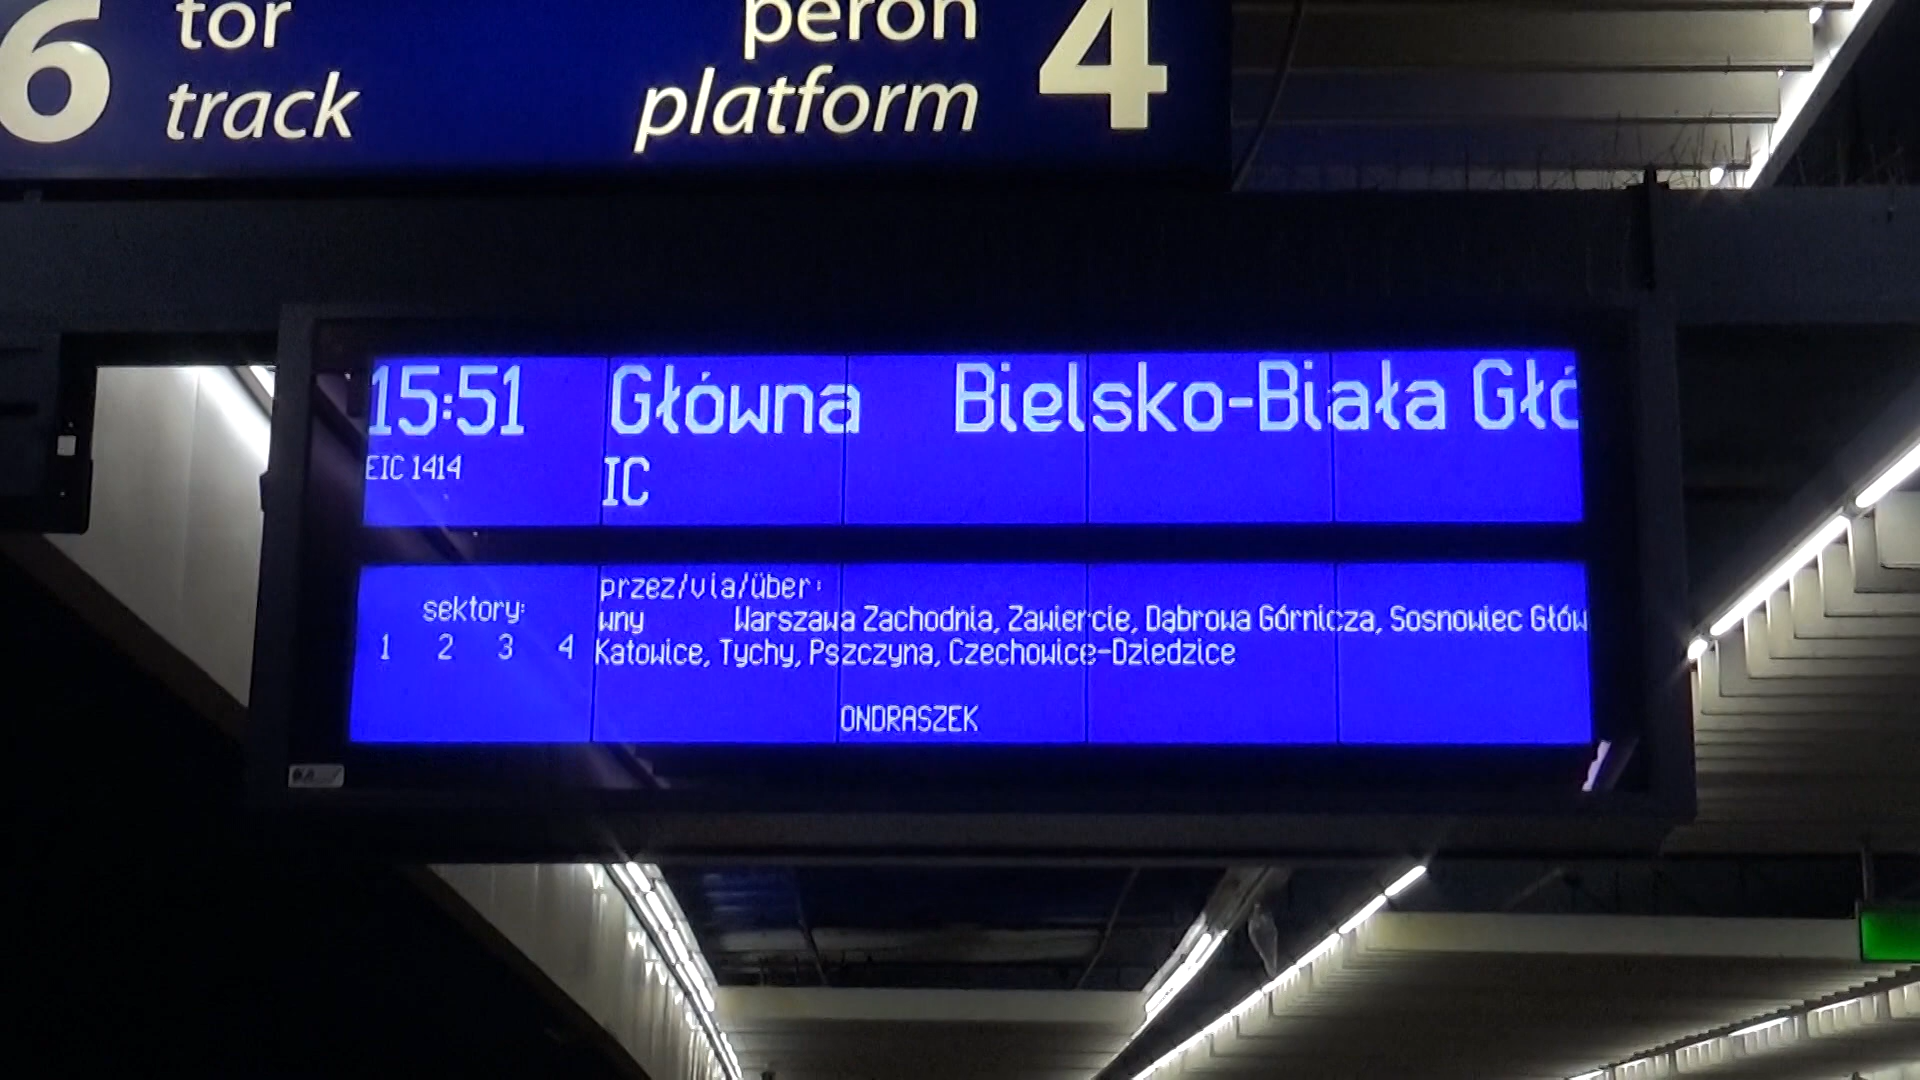 6 tor peron 4
track platform
15:51 Główna Bielsko-Biała Głó
EIC 1414 IC
przez/via/über:
sektory: wny Warszawa Zachodnia, Zawiercie, Dąbrowa Górnicza, Sosnowiec Głów
1 2 3 4 Katowice, Tychy, Pszczyna, Czechowice-Dziedzice
ONDRASZEK